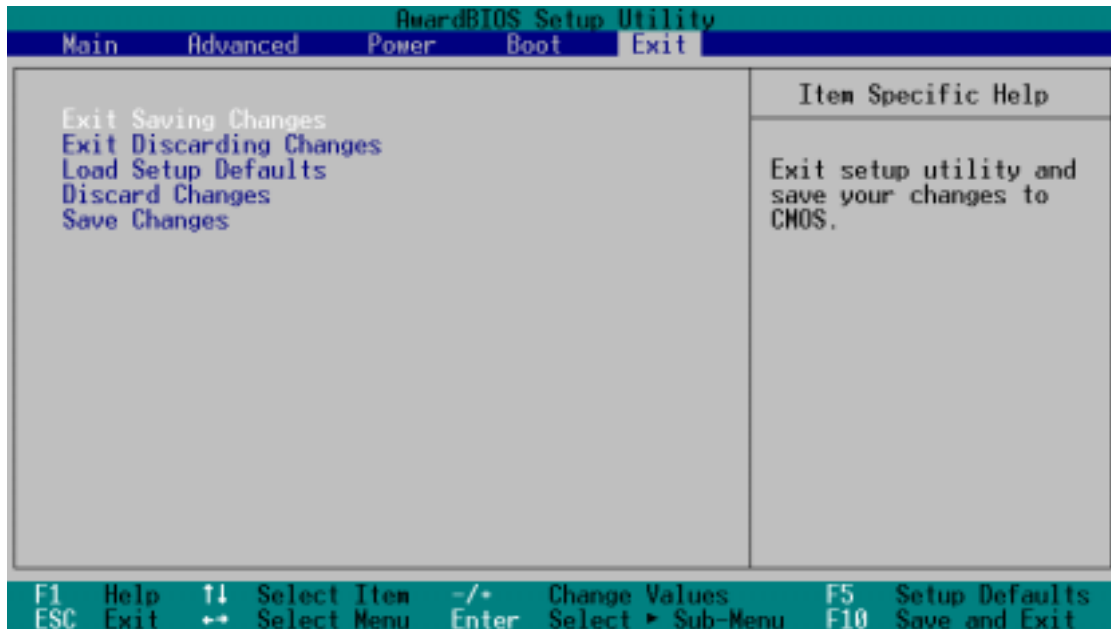 AwardBIOS Setup Utility
Main Advanced Power Boot Exit
Item Specific Help
Exit Saving Changes
Exit Discarding Changes
Load Setup Defaults
Discard Changes
Save Changes
Exit setup utility and
save your changes to
CMOS.
F1 Help ↑↓ Select Item -/+ Change Values F5 Setup Defaults
ESC Exit ←→ Select Menu Enter Select ► Sub-Menu F10 Save and Exit